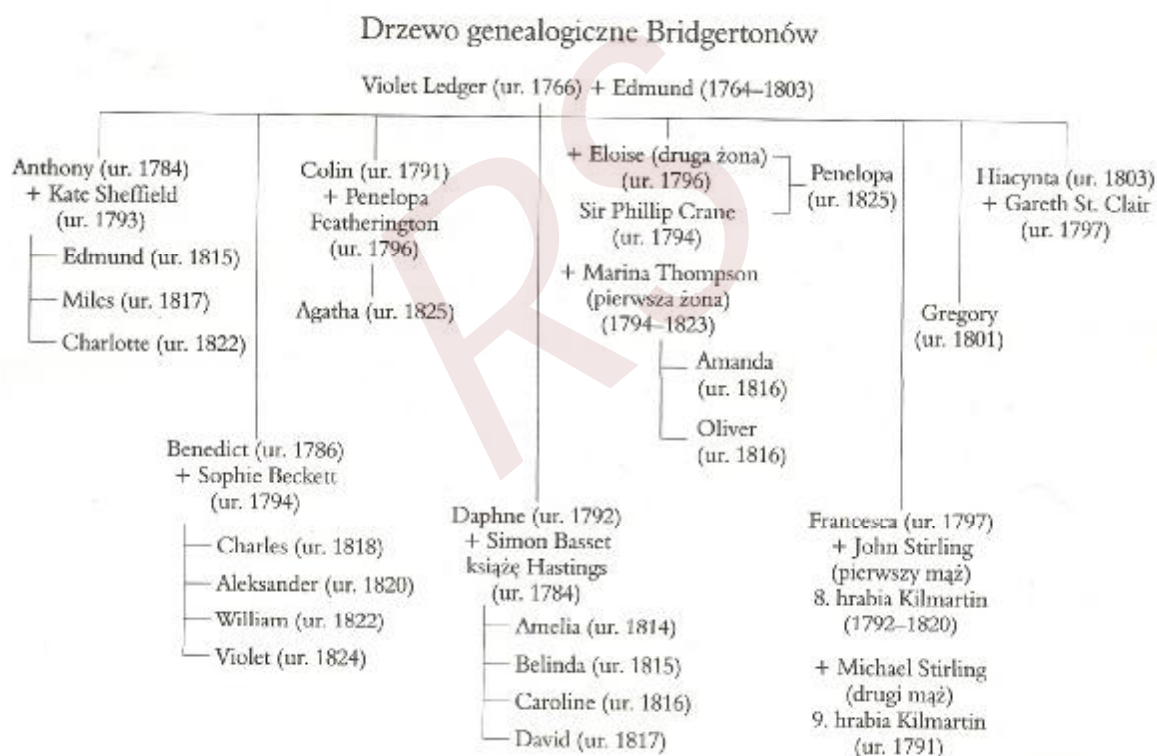 Drzewo genealogiczne Bridgertonów
Violet Ledger (ur. 1766) + Edmund (1764–1803)
Anthony (ur. 1784)
+ Kate Sheffield
(ur. 1793)
Edmund (ur. 1815)
Miles (ur. 1817)
Charlotte (ur. 1822)
Benedict (ur. 1786)
+ Sophie Beckett
(ur. 1794)
Charles (ur. 1818)
Aleksander (ur. 1820)
William (ur. 1822)
Violet (ur. 1824)
Colin (ur. 1791)
+ Penelopa
Featherington
(ur. 1796)
Agatha (ur. 1825)
Daphne (ur. 1792)
+ Simon Basset
książę Hastings
(ur. 1784)
Amelia (ur. 1814)
Belinda (ur. 1815)
Caroline (ur. 1816)
David (ur. 1817)
+ Eloise (druga żona)
(ur. 1796)
Sir Phillip Crane
(ur. 1794)
+ Marina Thompson
(pierwsza żona)
(1794–1823)
Penelopa
(ur. 1825)
Amanda
(ur. 1816)
Oliver
(ur. 1816)
Francesca (ur. 1797)
+ John Stirling
(pierwszy mąż)
8. hrabia Kilmartin
(1792–1820)
+ Michael Stirling
(drugi mąż)
9. hrabia Kilmartin
(ur. 1791)
Gregory
(ur. 1801)
Hiacynta (ur. 1803)
+ Gareth St. Clair
(ur. 1797)
RS